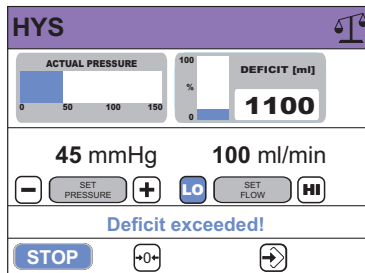 HYS
ACTUAL PRESSURE
0 50 100 150
100
%
0
DEFICIT [ml]
1100
45 mmHg
100 ml/min
− SET PRESSURE +
LO SET FLOW HI
Deficit exceeded!
STOP
→0←